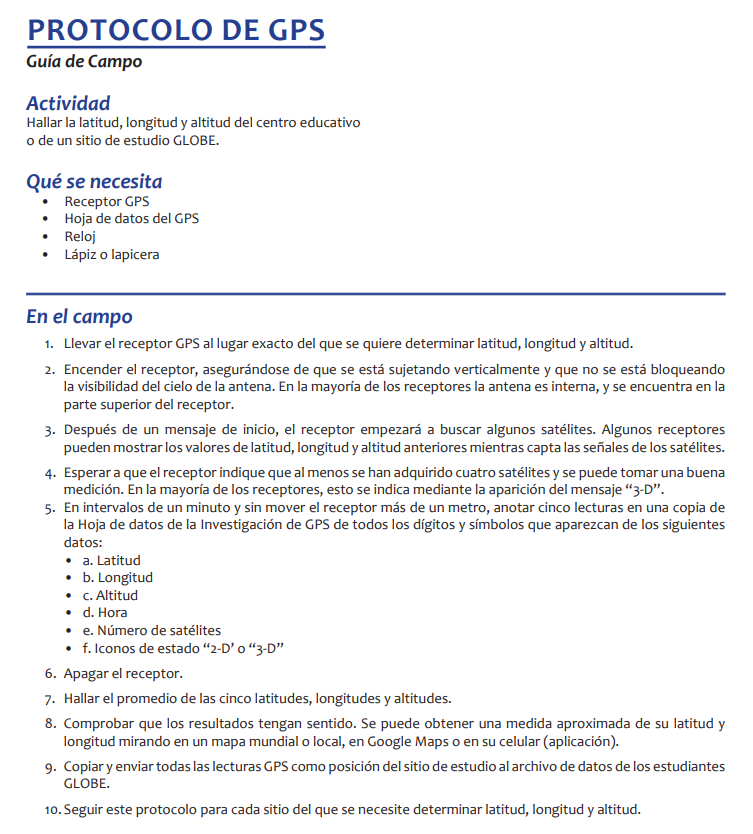 PROTOCOLO DE GPS
Guía de Campo
Actividad
Hallar la latitud, longitud y altitud del centro educativo
o de un sitio de estudio GLOBE.
Qué se necesita
• Receptor GPS
• Hoja de datos del GPS
• Reloj
• Lápiz o lapicera
En el campo
1. Llevar el receptor GPS al lugar exacto del que se quiere determinar latitud, longitud y altitud.
2. Encender el receptor, asegurándose de que se está sujetando verticalmente y que no se está bloqueando
la visibilidad del cielo de la antena. En la mayoría de los receptores la antena es interna, y se encuentra en la
parte superior del receptor.
3. Después de un mensaje de inicio, el receptor empezará a buscar algunos satélites. Algunos receptores
pueden mostrar los valores de latitud, longitud y altitud anteriores mientras capta las señales de los satélites.
4. Esperar a que el receptor indique que al menos se han adquirido cuatro satélites y se puede tomar una buena
medición. En la mayoría de los receptores, esto se indica mediante la aparición del mensaje “3-D”.
5. En intervalos de un minuto y sin mover el receptor más de un metro, anotar cinco lecturas en una copia de
la Hoja de datos de la Investigación de GPS de todos los dígitos y símbolos que aparezcan de los siguientes
datos:
• a. Latitud
• b. Longitud
• c. Altitud
• d. Hora
• e. Número de satélites
• f. Iconos de estado “2-D’ o “3-D”
6. Apagar el receptor.
7. Hallar el promedio de las cinco latitudes, longitudes y altitudes.
8. Comprobar que los resultados tengan sentido. Se puede obtener una medida aproximada de su latitud y
longitud mirando en un mapa mundial o local, en Google Maps o en su celular (aplicación).
9. Copiar y enviar todas las lecturas GPS como posición del sitio de estudio al archivo de datos de los estudiantes
GLOBE.
10. Seguir este protocolo para cada sitio del que se necesite determinar latitud, longitud y altitud.